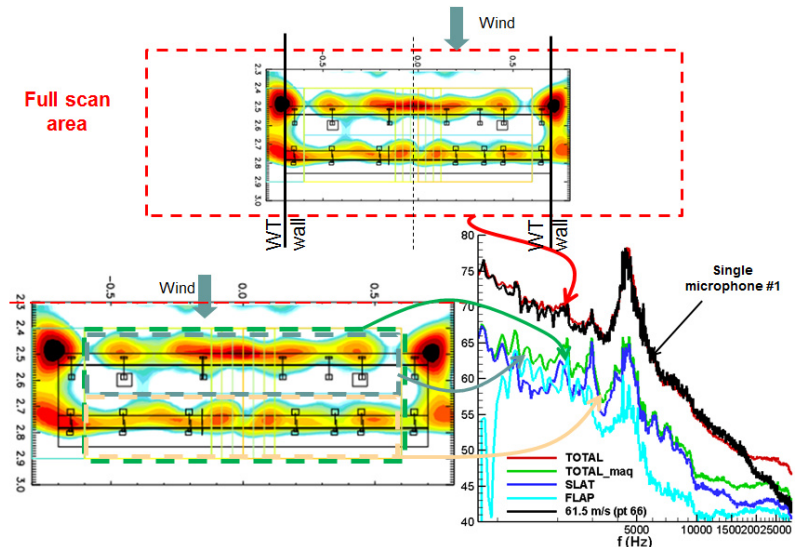 Wind
Full scan
area
−0.5
0.0
0.5
2.3
2.4
2.5
2.6
2.7
2.8
2.9
3.0
WT
wall
WT
wall
Wind
−0.5
0.5
2.3
2.4
2.5
2.6
2.7
2.8
2.9
3.0
80
75
70
65
60
55
50
45
40
Single
microphone #1
TOTAL
TOTAL_maq
SLAT
FLAP
61.5 m/s (pt 66)
5000
10000
15000
20000
25000
f (Hz)